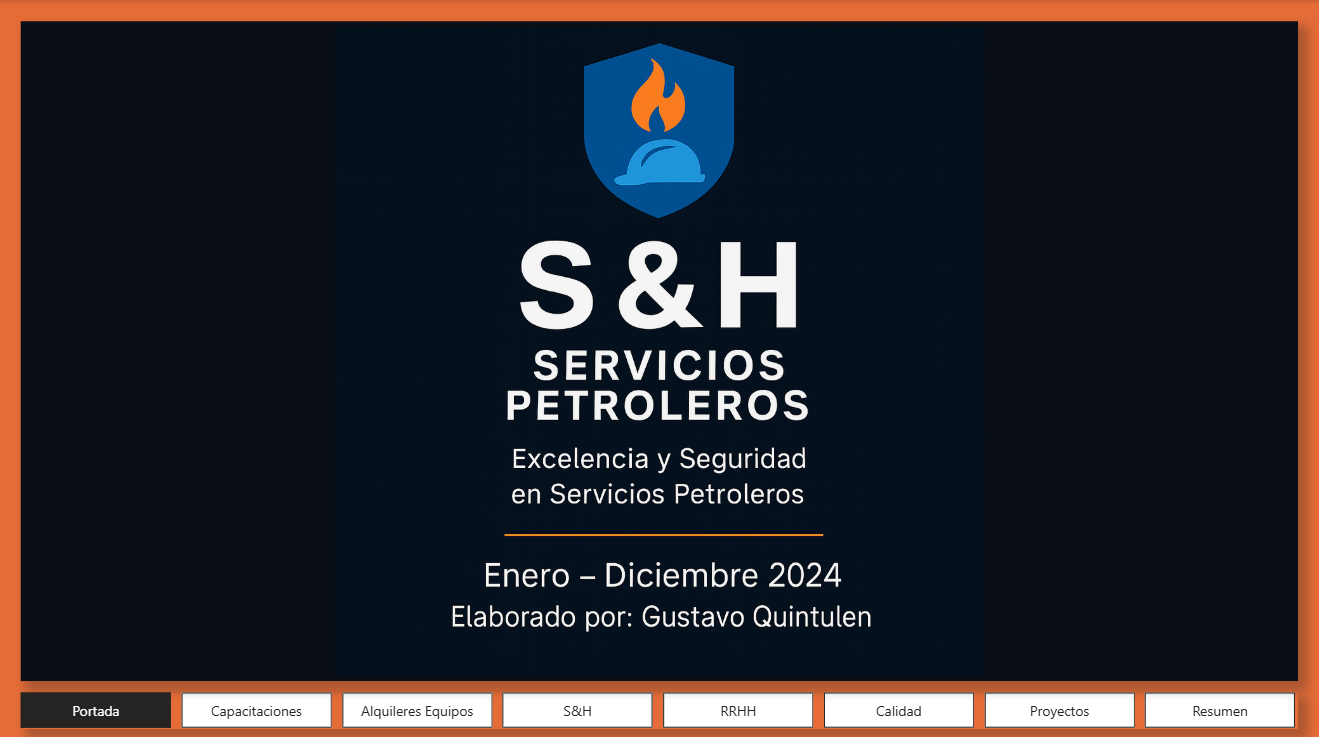 S & H
SERVICIOS
PETROLEROS
Excelencia y Seguridad
en Servicios Petroleros
Enero – Diciembre 2024
Elaborado por: Gustavo Quintulen
Portada
Capacitaciones
Alquileres Equipos
S&H
RRHH
Calidad
Proyectos
Resumen